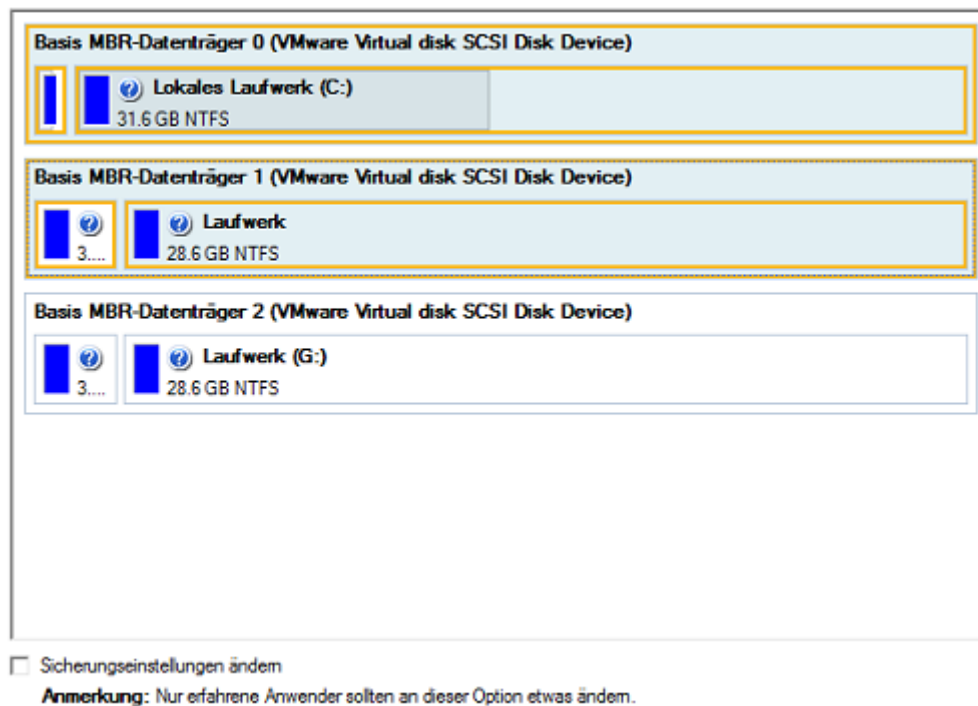 Basis MBR-Datenträger 0 (VMware Virtual disk SCSI Disk Device)
Lokales Laufwerk (C:)
31.6 GB NTFS
Basis MBR-Datenträger 1 (VMware Virtual disk SCSI Disk Device)
3....
Laufwerk
28.6 GB NTFS
Basis MBR-Datenträger 2 (VMware Virtual disk SCSI Disk Device)
3....
Laufwerk (G:)
28.6 GB NTFS
Sicherungseinstellungen ändern
Anmerkung: Nur erfahrene Anwender sollten an dieser Option etwas ändern.